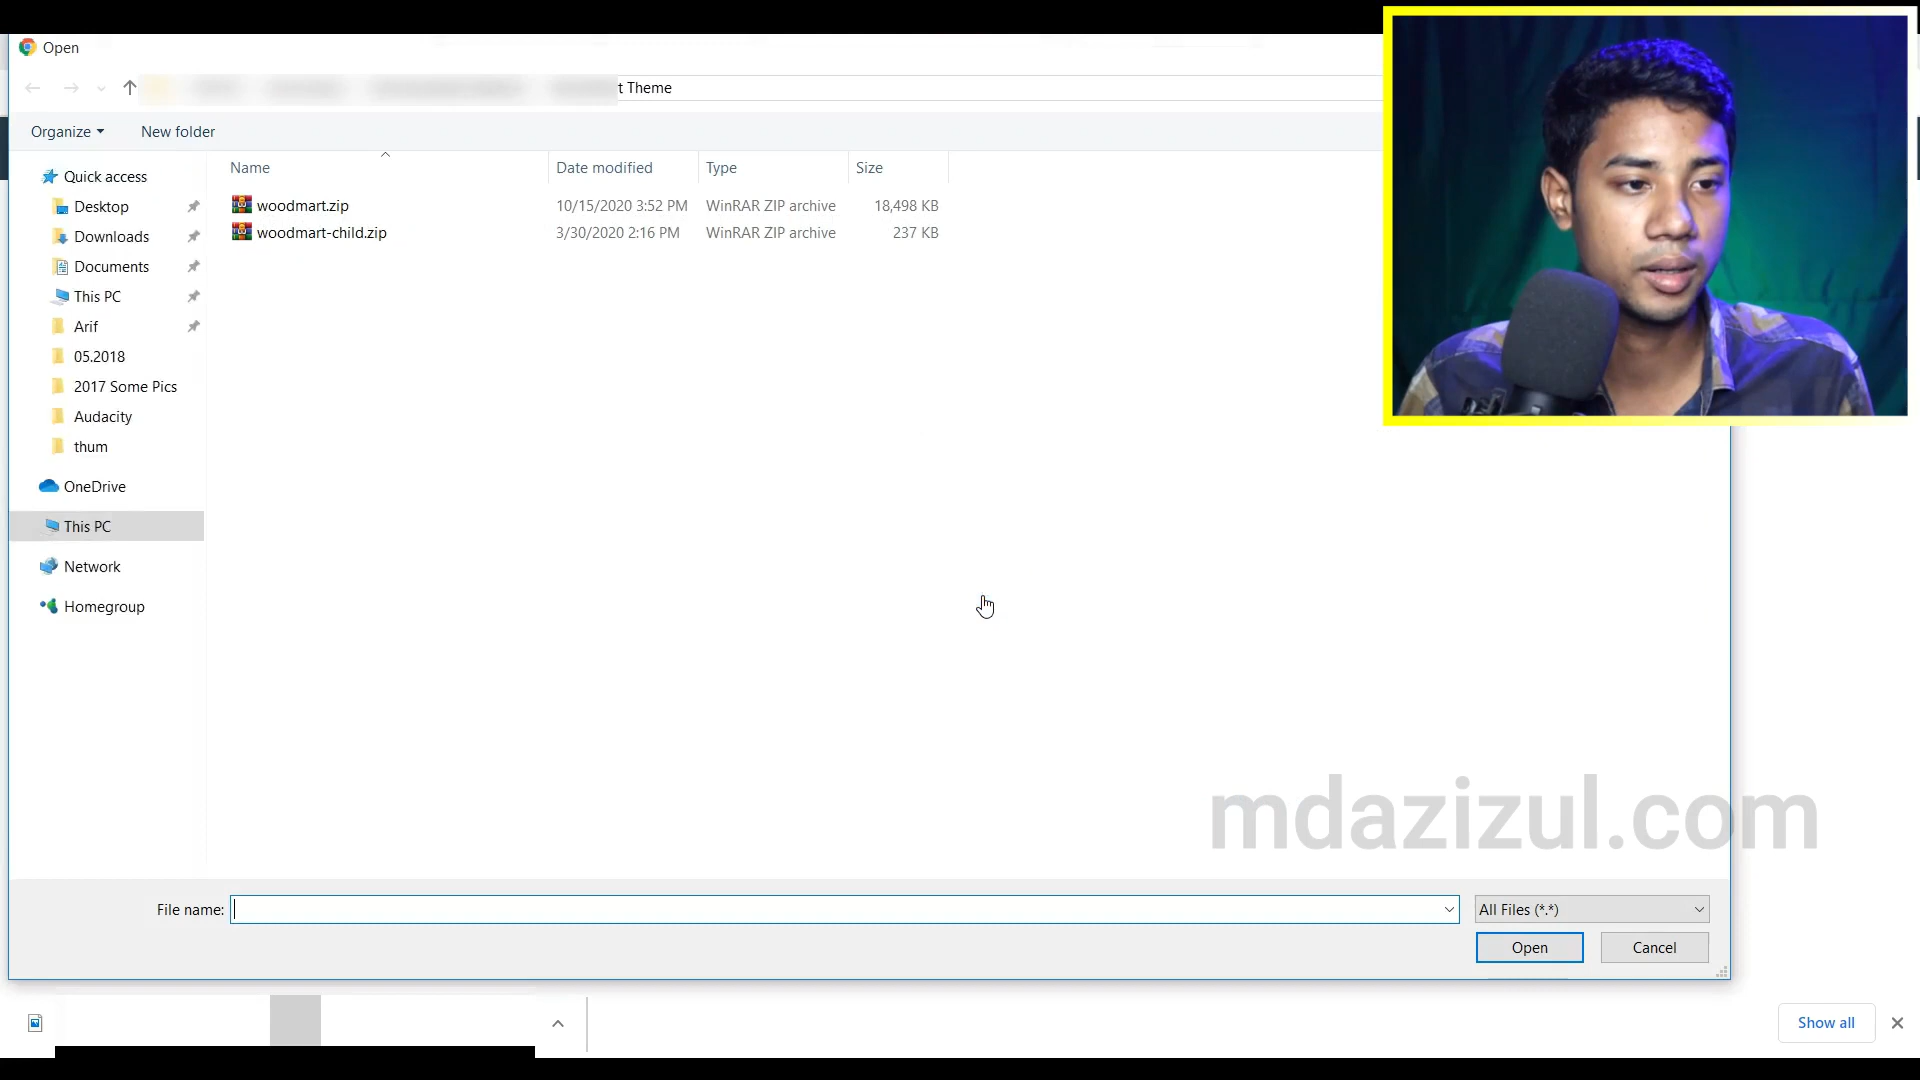 Open
t Theme
Organize
New folder
Name
Date modified
Type
Size
woodmart.zip
10/15/2020 3:52 PM
WinRAR ZIP archive
18,498 KB
woodmart-child.zip
3/30/2020 2:16 PM
WinRAR ZIP archive
237 KB
Quick access
Desktop
Downloads
Documents
This PC
Arif
05.2018
2017 Some Pics
Audacity
thum
OneDrive
This PC
Network
Homegroup
mdazizul.com
File name:
All Files (*.*)
Open
Cancel
Show all